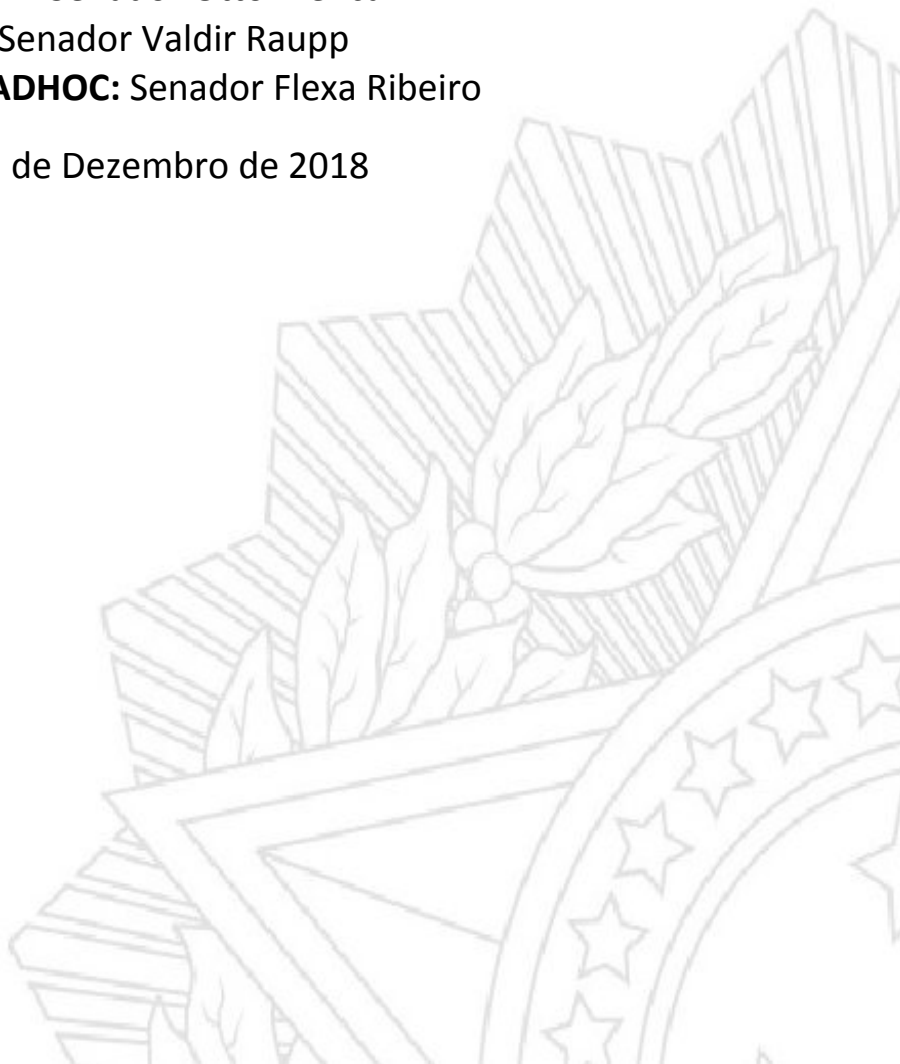 Senador Valdir Raupp
ADHOC: Senador Flexa Ribeiro
de Dezembro de 2018